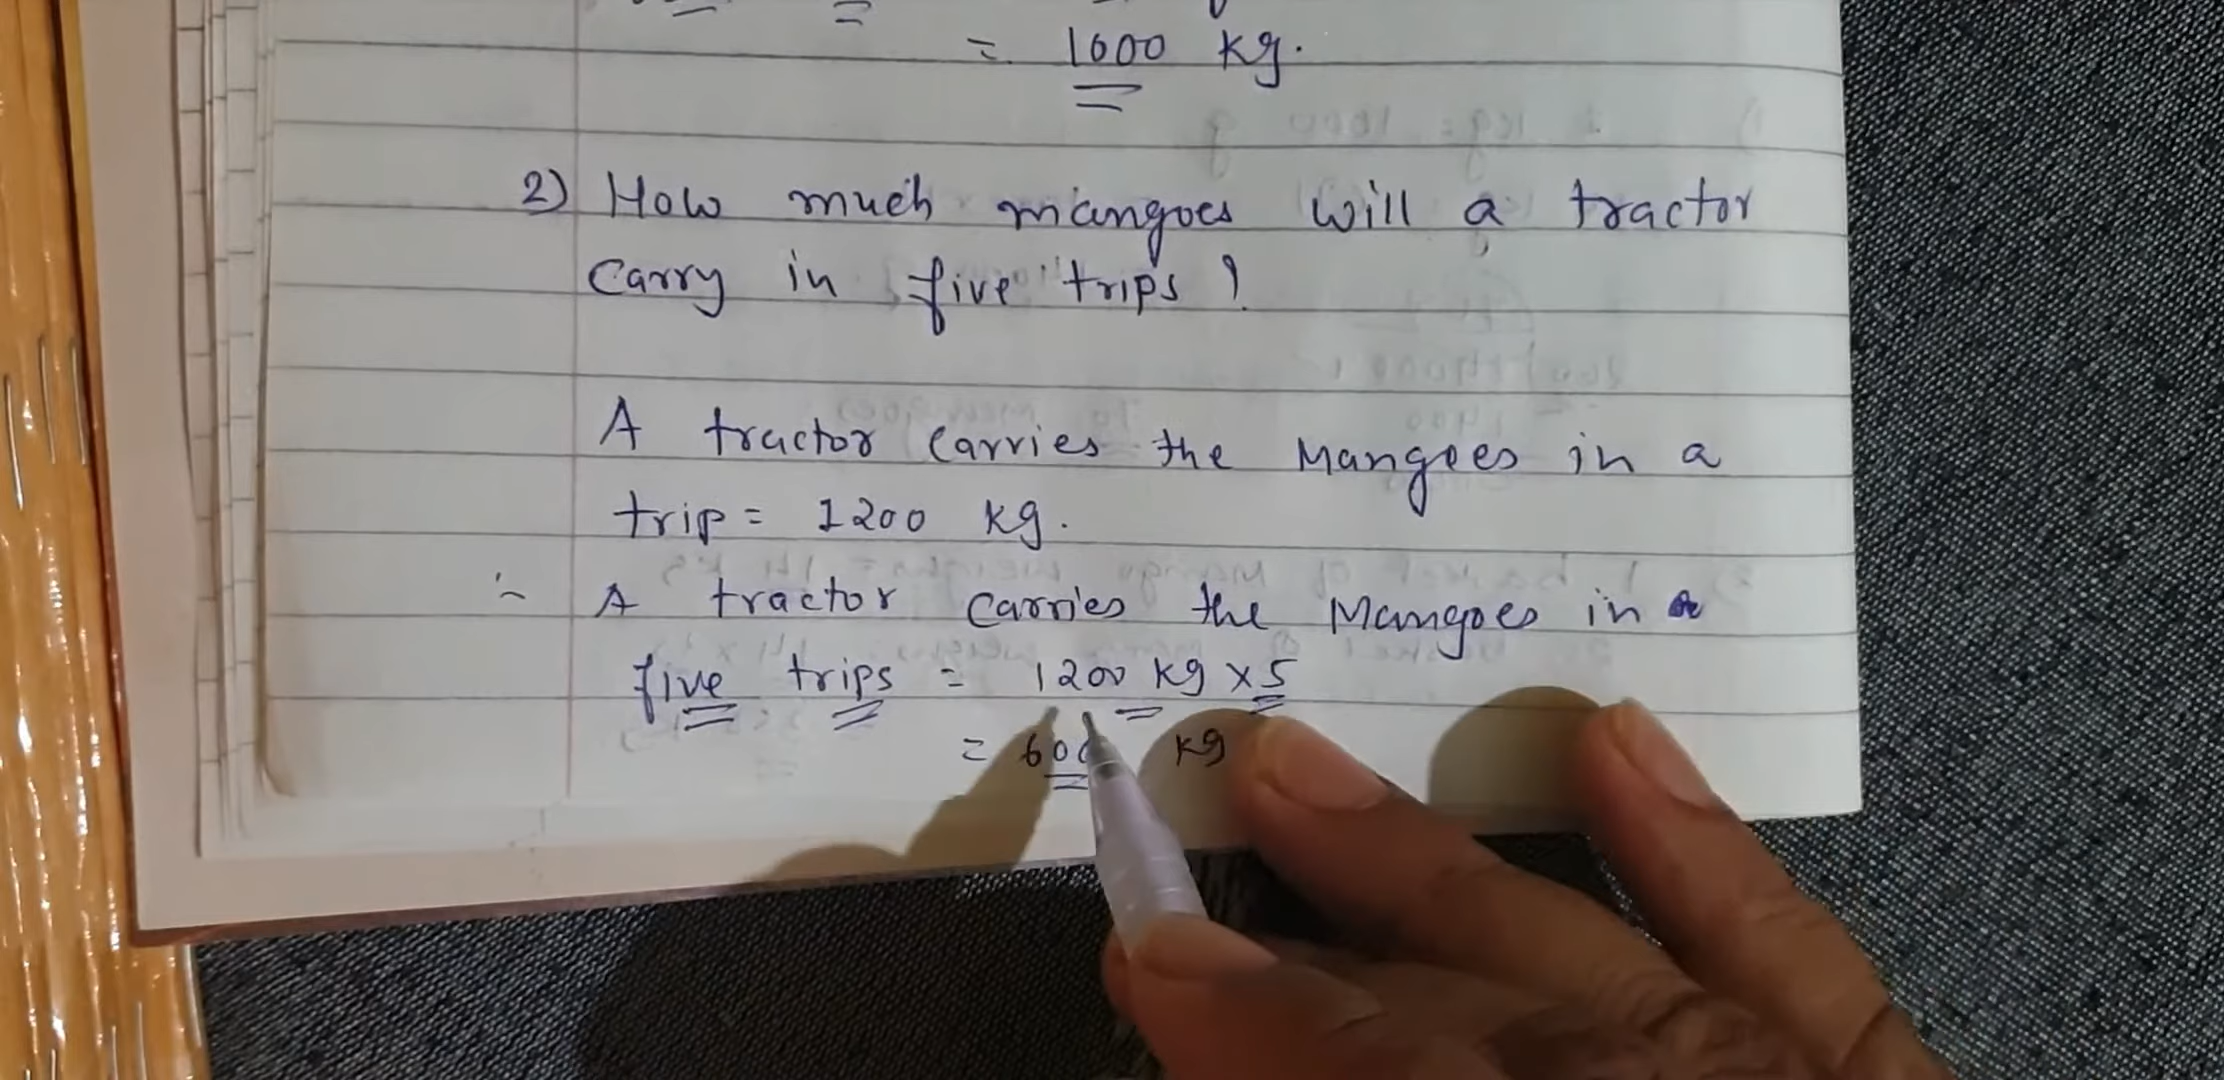 = 1000 kg.
2) How much mangoes will a tractor
carry in five trips?
A tractor carries the Mangoes in a
trip = 1200 kg.
∴ A tractor carries the Mangoes in
five trips = 1200 kg x 5
= kg